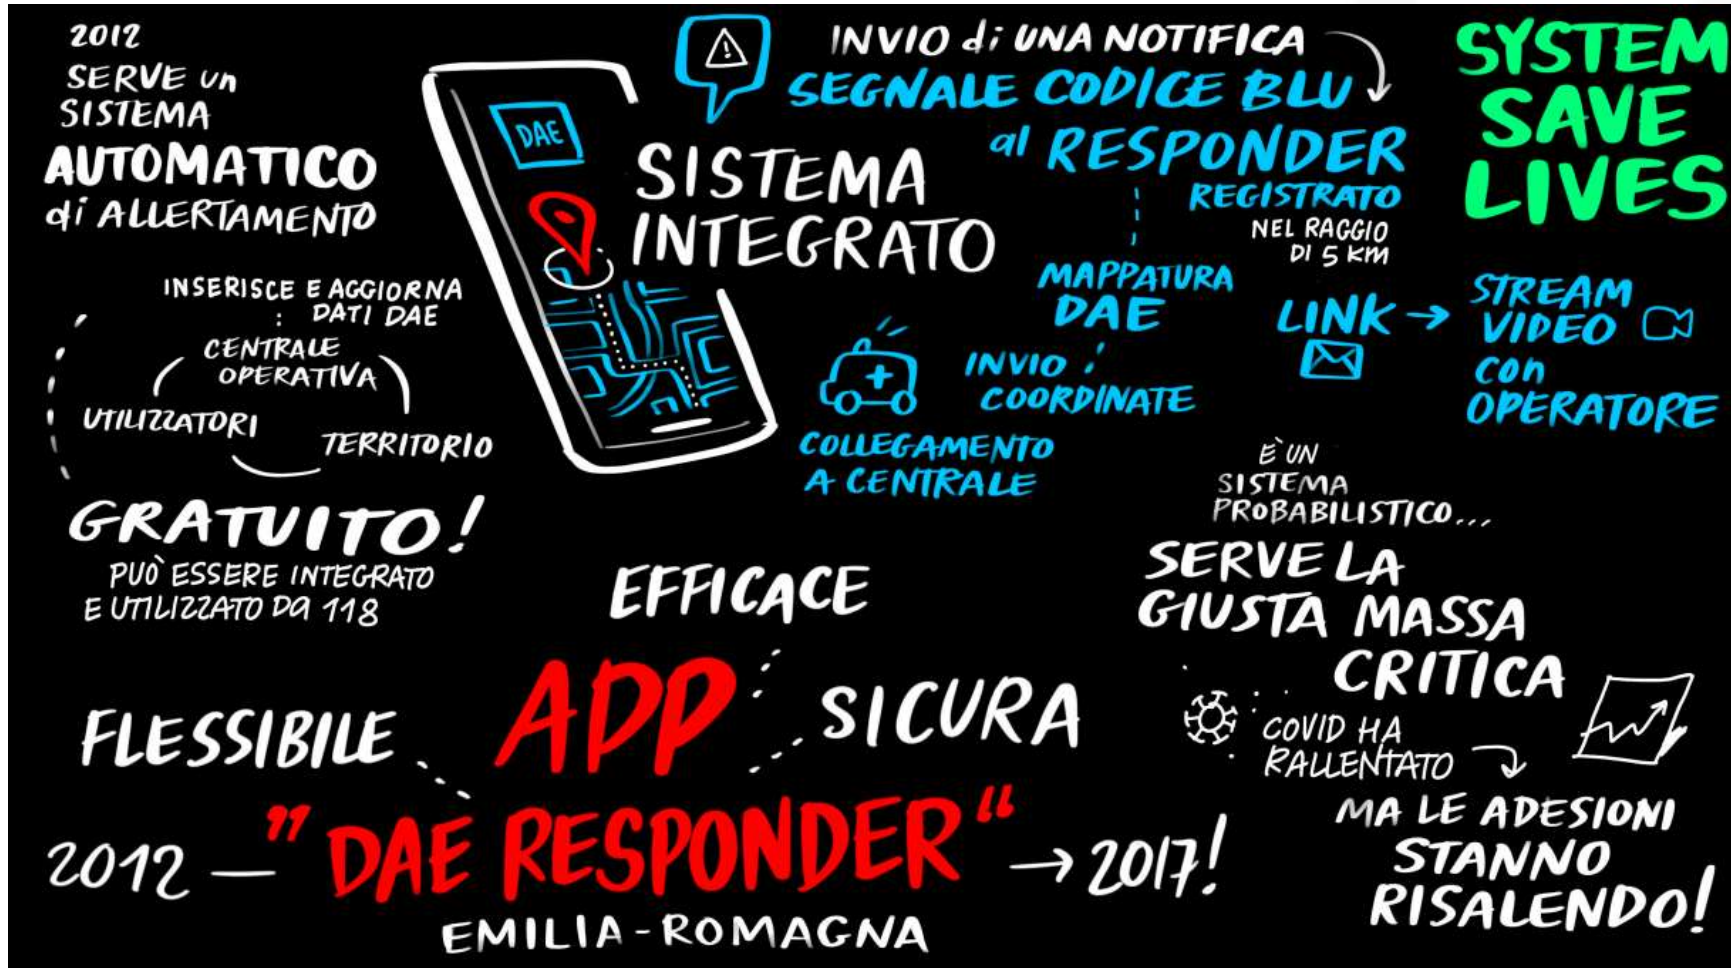 2012
SERVE un
SISTEMA
AUTOMATICO
di ALLERTAMENTO
INSERISCE E AGGIORNA
DATI DAE
CENTRALE
OPERATIVA
UTILIZZATORI
TERRITORIO
GRATUITO!
PUÒ ESSERE INTEGRATO
E UTILIZZATO DA 118
DAE
SISTEMA
INTEGRATO
INVIO di UNA NOTIFICA
SEGNALE CODICE BLU
al RESPONDER
REGISTRATO
NEL RAGGIO
DI 5 KM
MAPPATURA
DAE
INVIO
COORDINATE
COLLEGAMENTO
A CENTRALE
LINK →
STREAM
VIDEO
con
OPERATORE
SYSTEM
SAVE
LIVES
È UN
SISTEMA
PROBABILISTICO...
SERVE LA
GIUSTA MASSA
CRITICA
COVID HA
RALLENTATO
MA LE ADESIONI
STANNO
RISALENDO!
EFFICACE
FLESSIBILE
APP
SICURA
2012 — "DAE RESPONDER" → 2017!
EMILIA-ROMAGNA